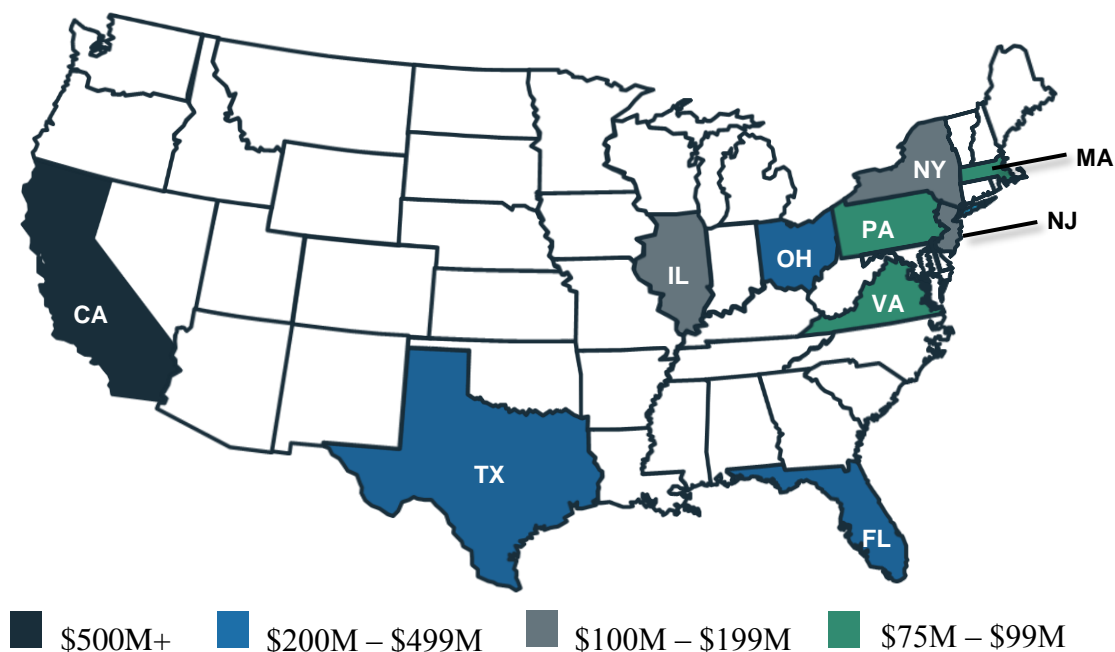 MA
NY
NJ
PA
OH
IL
VA
CA
TX
FL
$500M+ $200M – $499M $100M – $199M $75M – $99M